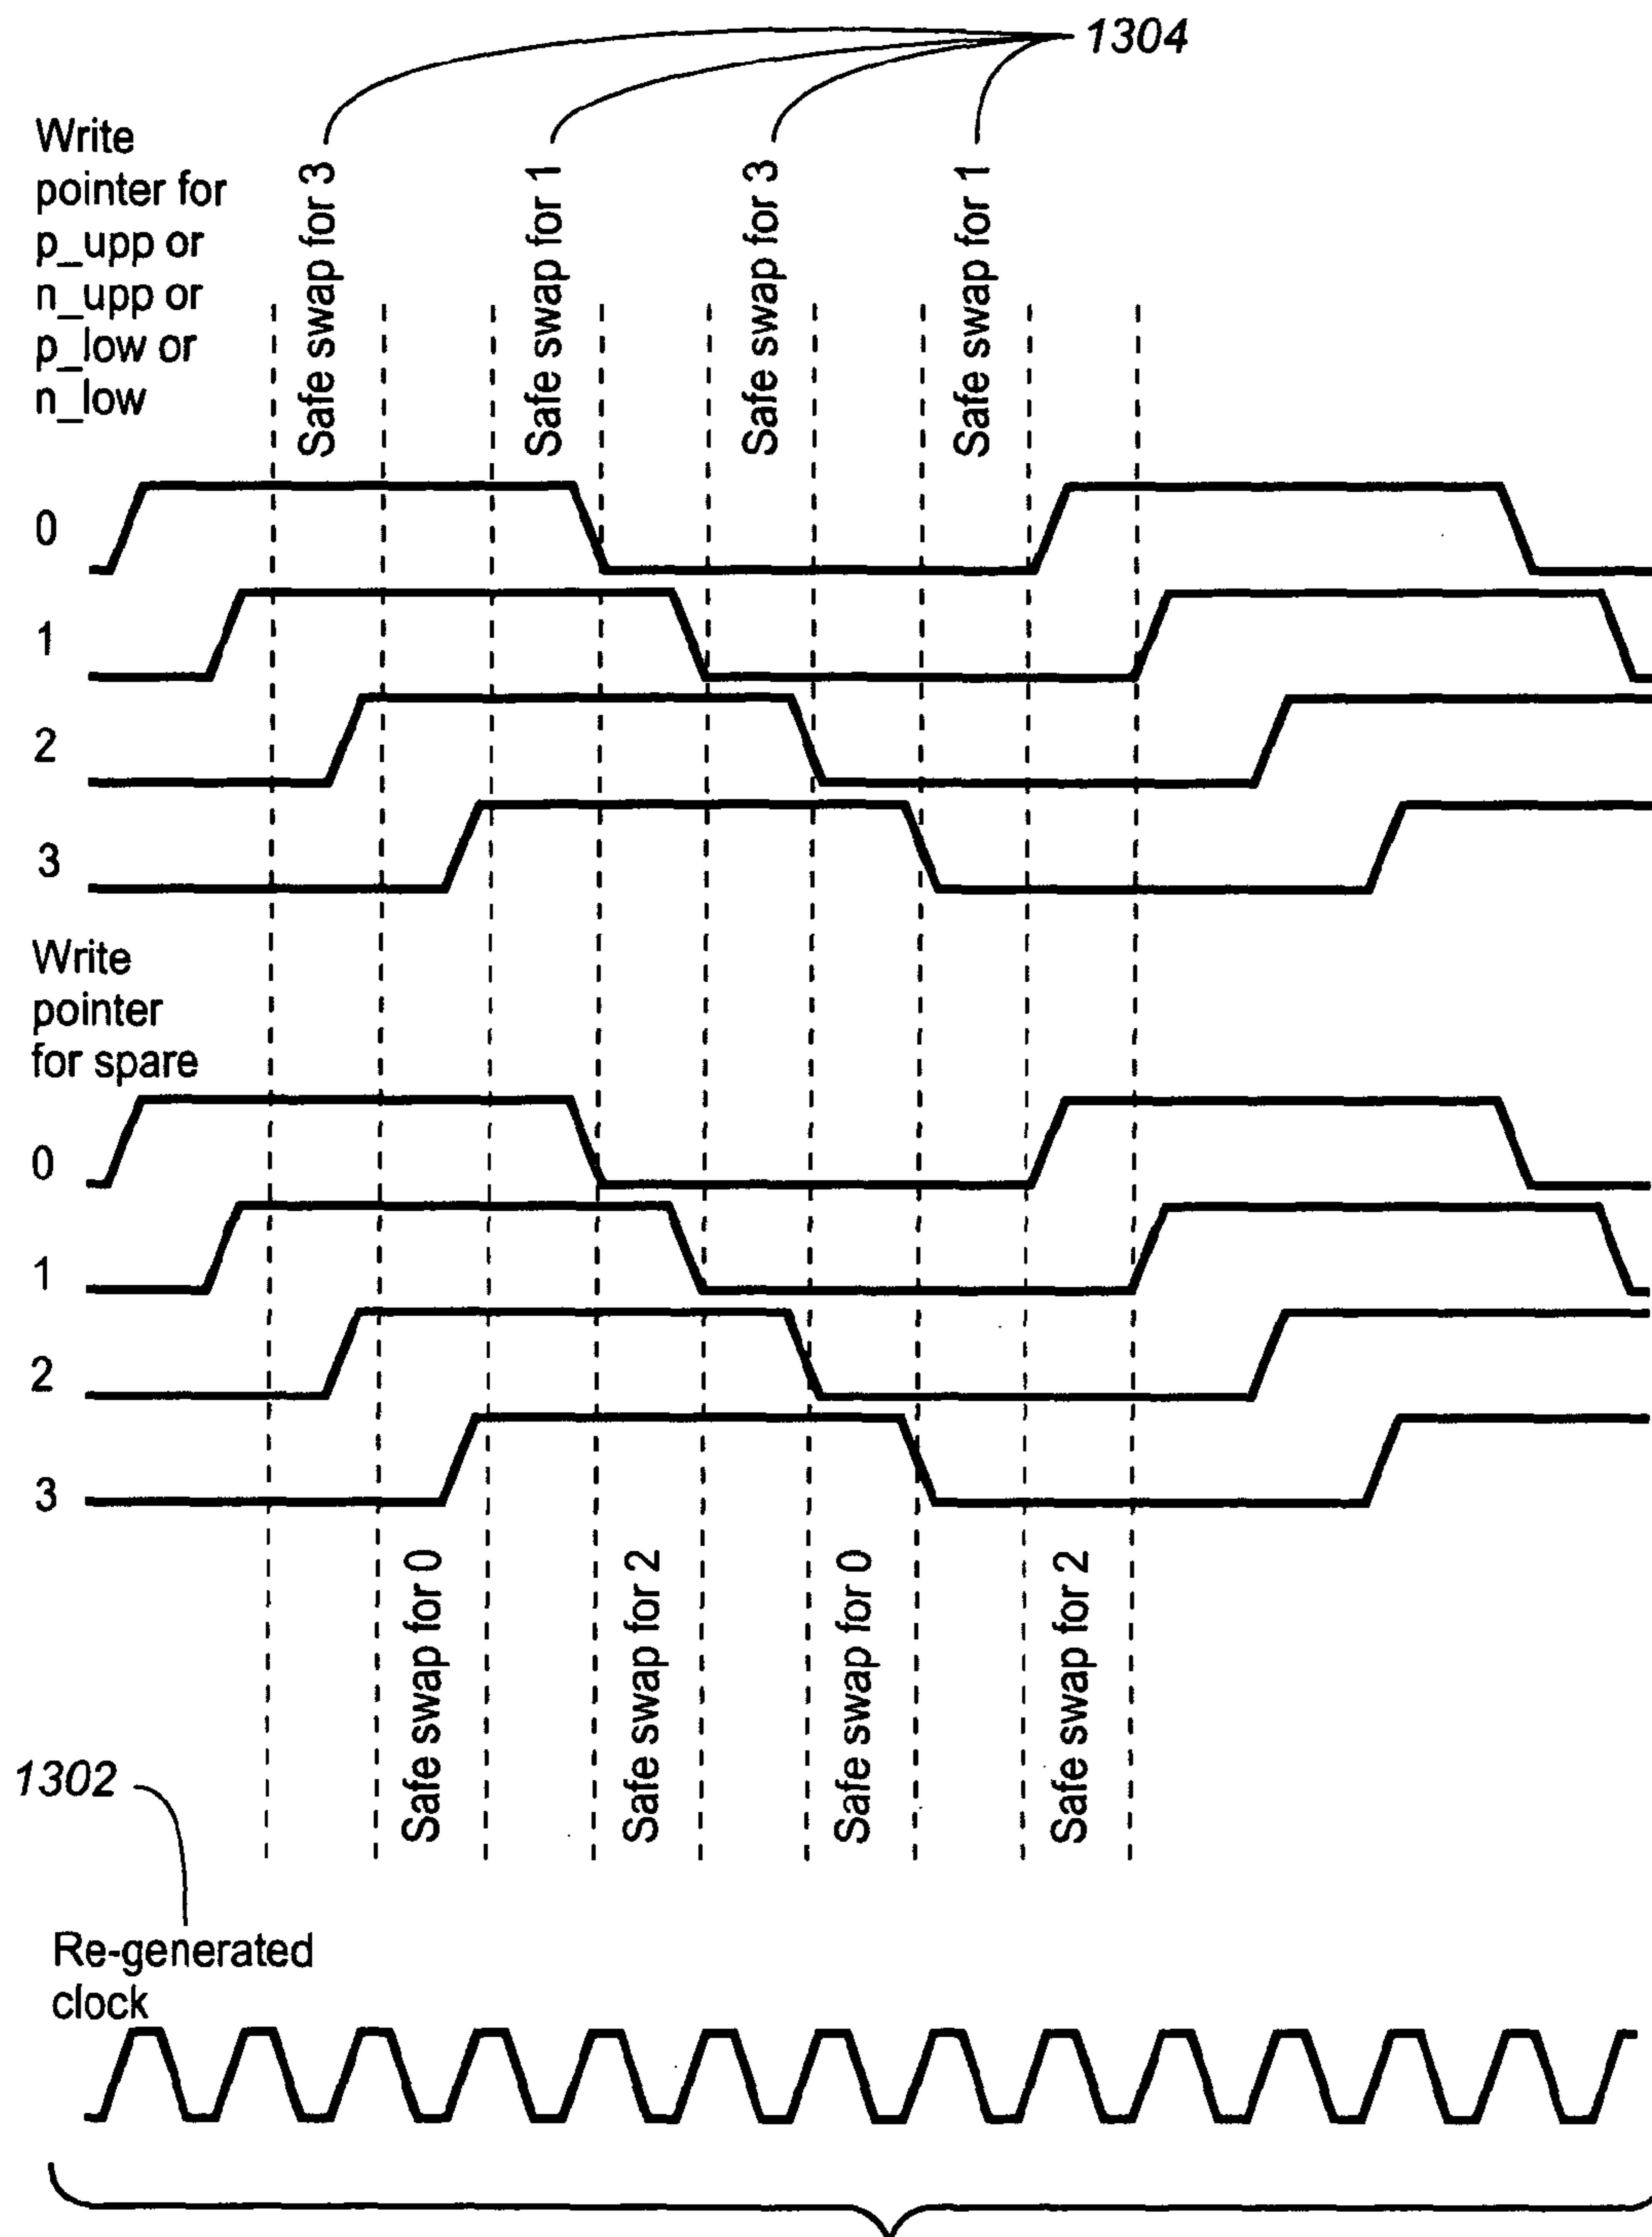 1304
Write
pointer for
p_upp or
n_upp or
p_low or
n_low
Safe swap for 3
Safe swap for 1
Safe swap for 3
Safe swap for 1
0
1
2
3
Write
pointer
for spare
0
1
2
3
Safe swap for 0
Safe swap for 2
Safe swap for 0
Safe swap for 2
1302
Re-generated
clock